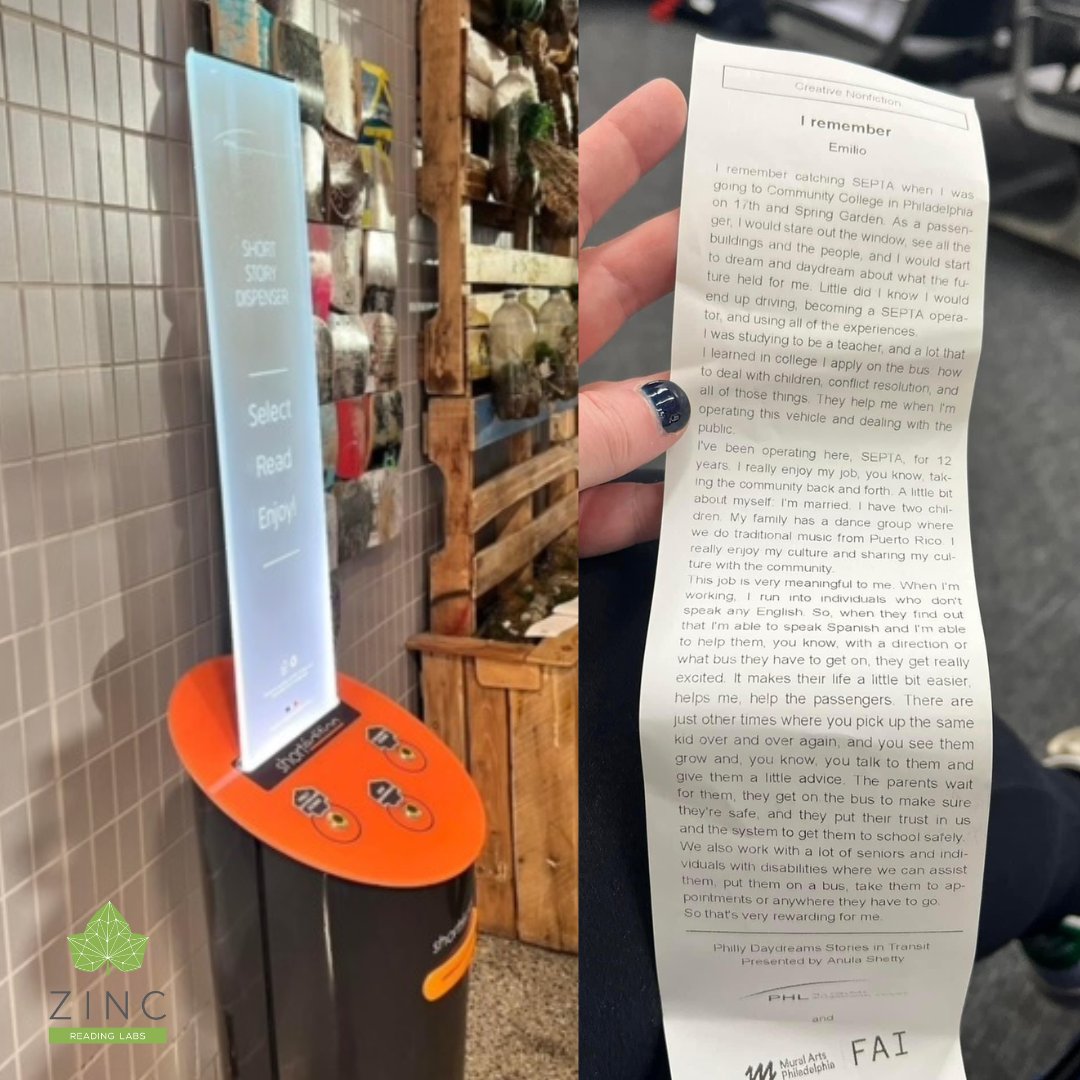 SHORT
STORY
DISPENSER
Select
Read
Enjoy!
ZINC
READING LABS
Creative Nonfiction
I remember
Emilio
I remember catching SEPTA when I was
going to Community College in Philadelphia
on 17th and Spring Garden. As a passen-
ger, I would stare out the window, see all the
buildings and the people, and I would start
to dream and daydream about what the fu-
ture held for me. Little did I know I would
end up driving, becoming a SEPTA opera-
tor, and using all of the experiences.
I was studying to be a teacher, and a lot that
I learned in college I apply on the bus how
to deal with children, conflict resolution, and
all of those things. They help me when I'm
operating this vehicle and dealing with the
public.
I've been operating here, SEPTA, for 12
years. I really enjoy my job, you know, tak-
ing the community back and forth. A little bit
about myself: I'm married. I have two chil-
dren. My family has a dance group where
we do traditional music from Puerto Rico. I
really enjoy my culture and sharing my cul-
ture with the community.
This job is very meaningful to me. When I'm
working, I run into individuals who don't
speak any English. So, when they find out
that I'm able to speak Spanish and I'm able
to help them, you know, with a direction or
what bus they have to get on, they get really
excited. It makes their life a little bit easier,
helps me, help the passengers. There are
just other times where you pick up the same
kid over and over again, and you see them
grow and, you know, you talk to them and
give them a little advice. The parents wait
for them, they get on the bus to make sure
they're safe, and they put their trust in us
and the system to get them to school safely.
We also work with a lot of seniors and indi-
viduals with disabilities where we can assist
them, put them on a bus, take them to ap-
pointments or anywhere they have to go.
So that's very rewarding for me.
Philly Daydreams Stories in Transit
Presented by Anula Shetty
PHL
and
Mural Arts
Philadelphia
FAI